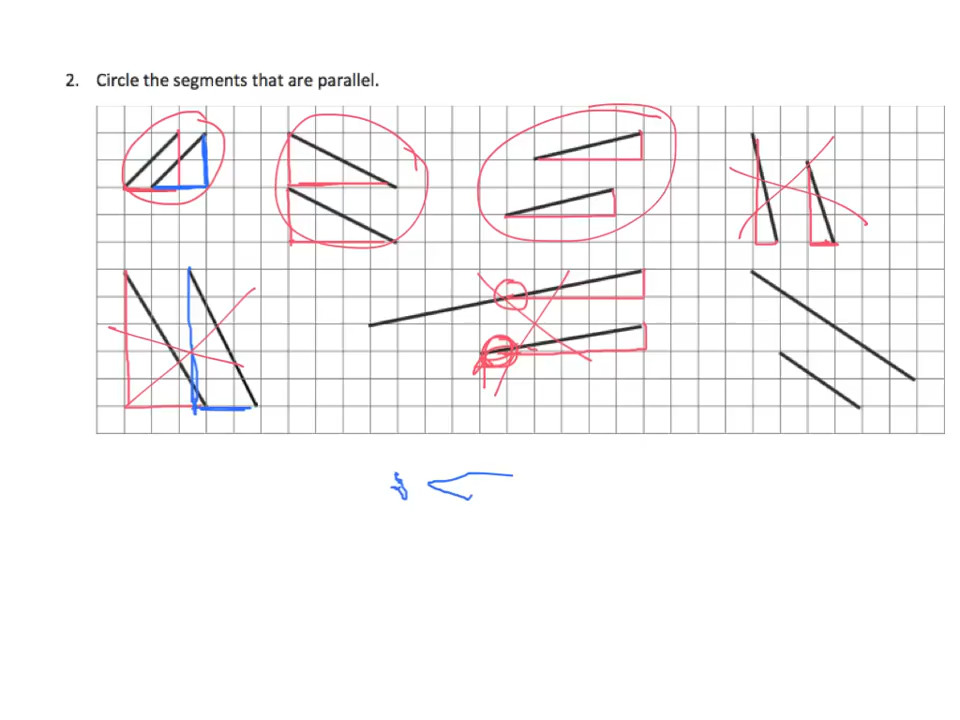 2. Circle the segments that are parallel.